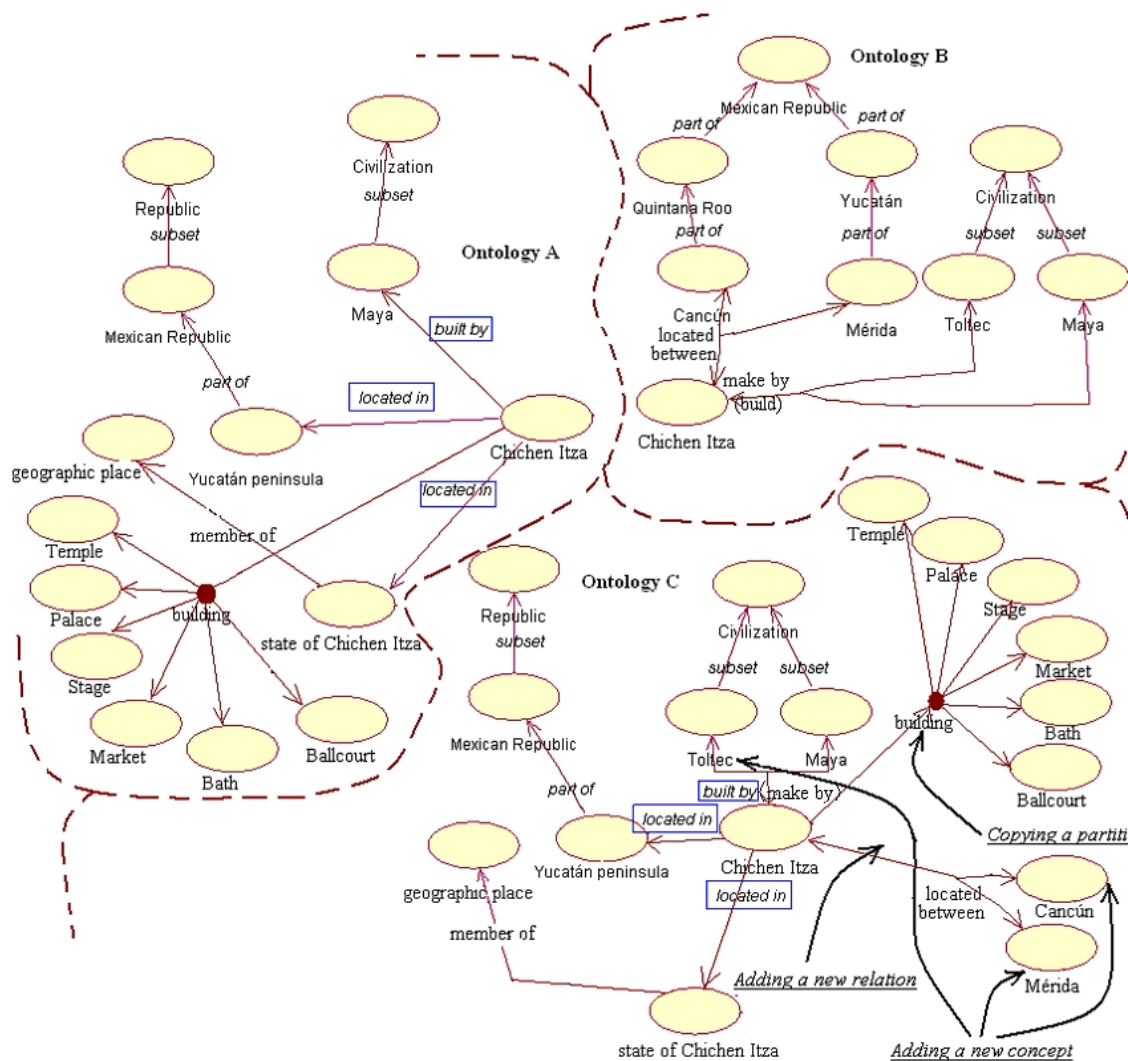 Ontology A
Civilization
subset
Republic
subset
Maya
Mexican Republic
built by
part of
located in
Chichen Itza
geographic place
Yucatán peninsula
located in
member of
Temple
Palace
building
state of Chichen Itza
Stage
Market
Bath
Ballcourt
Ontology B
Mexican Republic
part of
part of
Quintana Roo
Yucatán
Civilization
part of
part of
subset
subset
Cancún
Mérida
Toltec
Maya
located
between
make by
(build)
Chichen Itza
Ontology C
Republic
subset
Civilization
subset
subset
Mexican Republic
Toltec
Maya
part of
built by
(make by)
located in
Yucatán peninsula
Chichen Itza
geographic place
located in
member of
state of Chichen Itza
Temple
Palace
Stage
Market
building
Bath
Ballcourt
Copying a partiti
located
between
Cancún
Mérida
Adding a new relation
Adding a new concept